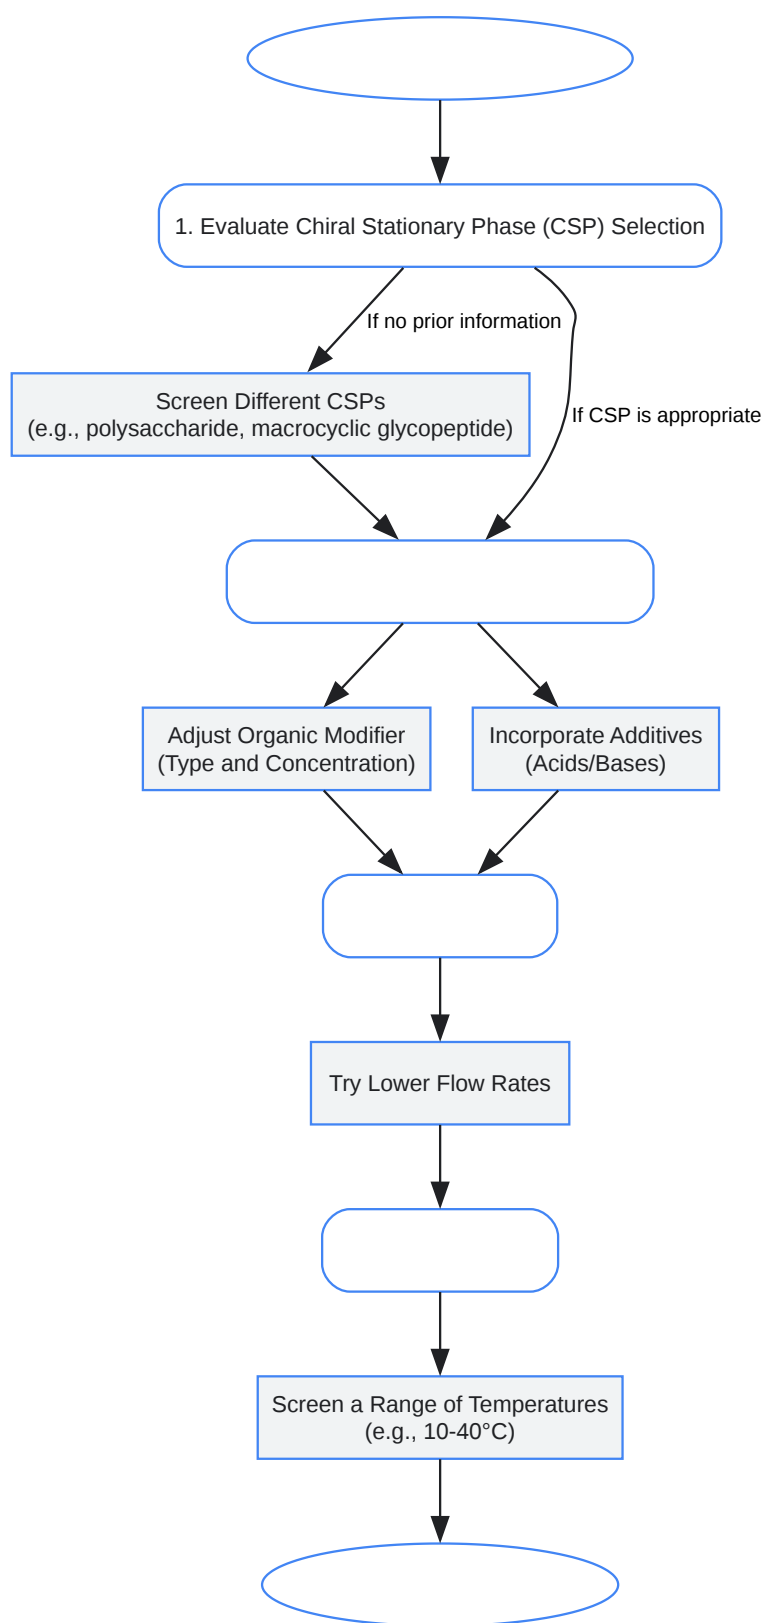 1. Evaluate Chiral Stationary Phase (CSP) Selection
If no prior information
Screen Different CSPs
(e.g., polysaccharide, macrocyclic glycopeptide)
If CSP is appropriate
Adjust Organic Modifier
(Type and Concentration)
Incorporate Additives
(Acids/Bases)
Try Lower Flow Rates
Screen a Range of Temperatures
(e.g., 10-40°C)